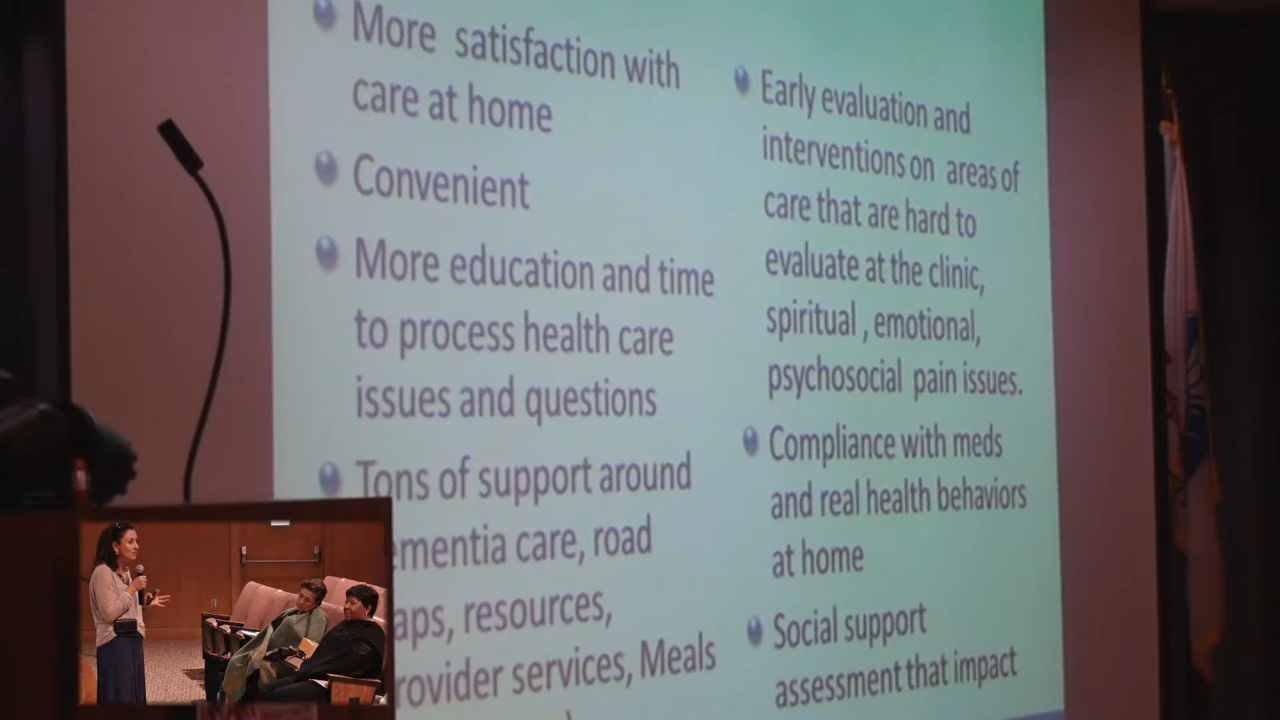 More satisfaction with
care at home
Convenient
More education and time
to process health care
issues and questions
Tons of support around
ementia care, road
aps, resources,
rovider services, Meals
Early evaluation and
interventions on areas of
care that are hard to
evaluate at the clinic,
spiritual , emotional,
psychosocial pain issues.
Compliance with meds
and real health behaviors
at home
Social support
assessment that impact